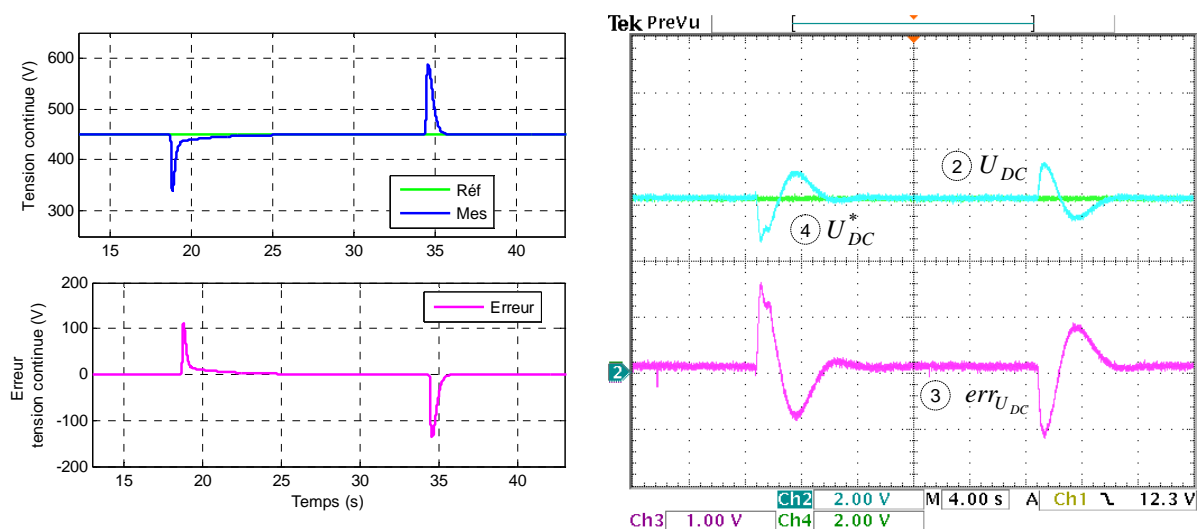 Tension continue (V)
600
450
300
15 20 25 30 35 40
Réf
Mes
Erreur
tension continue (V)
200
100
0
-100
-200
15 20 25 30 35 40
Erreur
Temps (s)
Tek PreVu
2 U_DC
4 U*_DC
2
3 err_U_DC
Ch2 2.00 V M 4.00 s A Ch1 12.3 V
Ch3 1.00 V Ch4 2.00 V